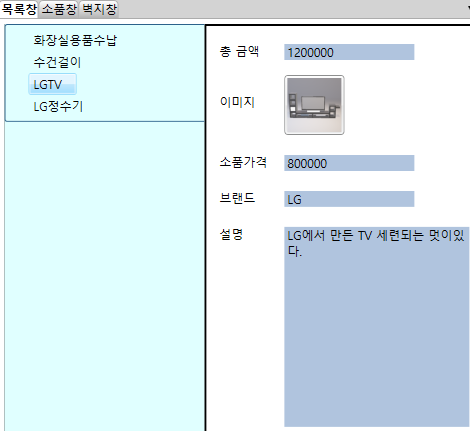 목록창 소품창 벽지창
화장실용품수납
수건걸이
LGTV
LG정수기
총 금액 1200000
이미지
소품가격 800000
브랜드 LG
설명 LG에서 만든 TV 세련되는 멋이있
다.